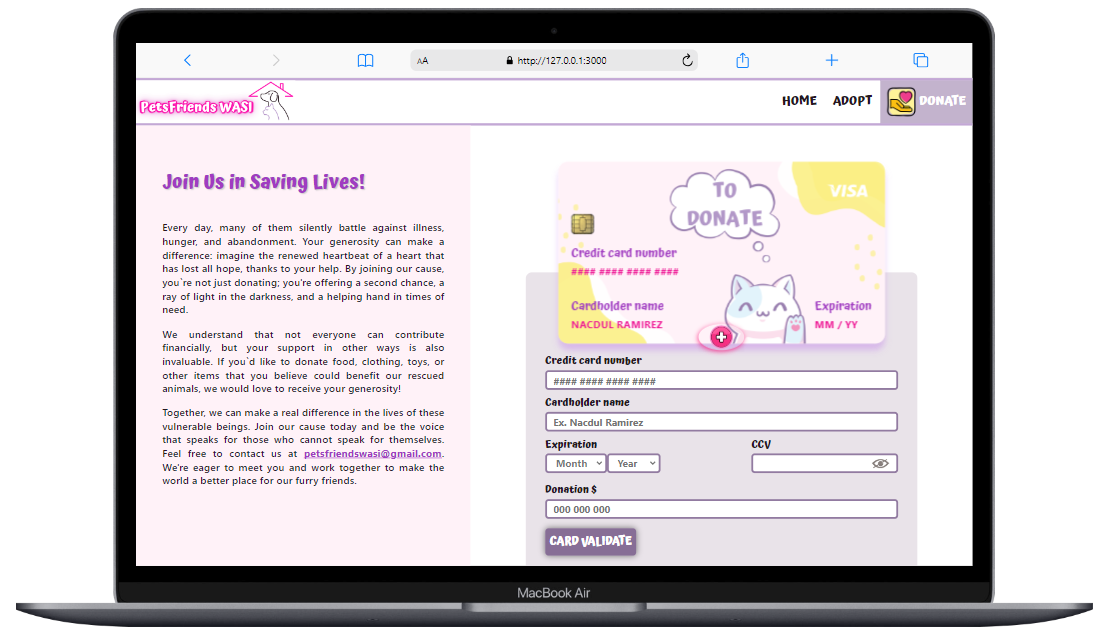 AA http://127.0.0.1:3000
PetsFriends WASI HOME ADOPT DONATE
Join Us in Saving Lives!
Every day, many of them silently battle against illness,
hunger, and abandonment. Your generosity can make a
difference: imagine the renewed heartbeat of a heart that
has lost all hope, thanks to your help. By joining our cause,
you`re not just donating; you're offering a second chance, a
ray of light in the darkness, and a helping hand in times of
need.
We understand that not everyone can contribute
financially, but your support in other ways is also
invaluable. If you`d like to donate food, clothing, toys, or
other items that you believe could benefit our rescued
animals, we would love to receive your generosity!
Together, we can make a real difference in the lives of these
vulnerable beings. Join our cause today and be the voice
that speaks for those who cannot speak for themselves.
Feel free to contact us at petsfriendswasi@gmail.com.
We're eager to meet you and work together to make the
world a better place for our furry friends.
TO
DONATE
VISA
Credit card number
#### #### #### ####
Cardholder name
NACDUL RAMIREZ
Expiration
MM / YY
Credit card number
#### #### #### ####
Cardholder name
Ex. Nacdul Ramirez
Expiration CCV
Month Year
Donation $
000 000 000
CARD VALIDATE
MacBook Air